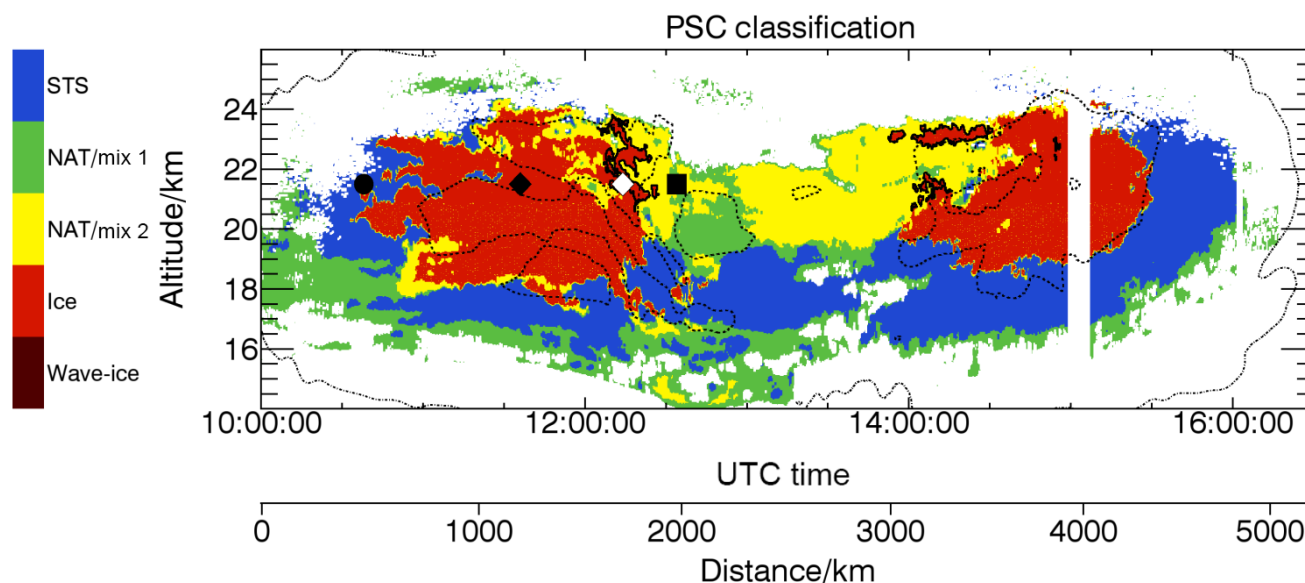 PSC classification
STS
NAT/mix 1
NAT/mix 2
Ice
Wave-ice
Altitude/km
24
22
20
18
16
10:00:00 12:00:00 14:00:00 16:00:00
UTC time
0 1000 2000 3000 4000 5000
Distance/km